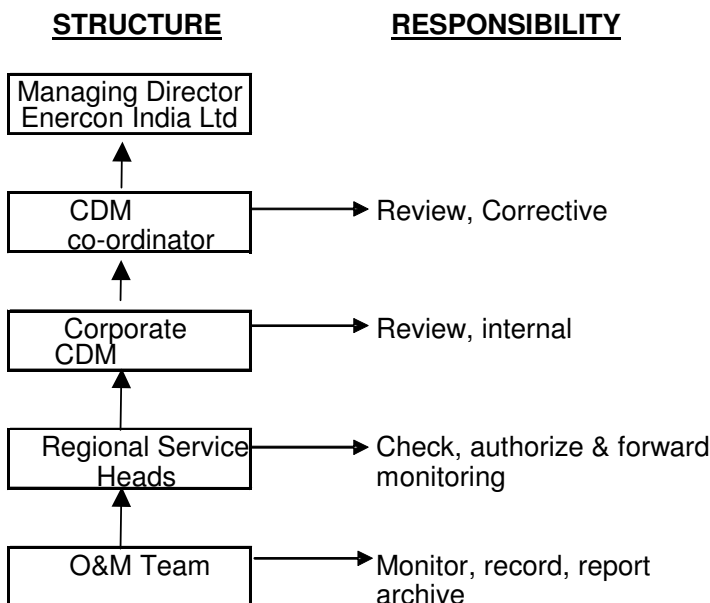 STRUCTURE RESPONSIBILITY
Managing Director
Enercon India Ltd
CDM
co-ordinator
Review, Corrective
Corporate
CDM
Review, internal
Regional Service
Heads
Check, authorize & forward
monitoring
O&M Team
Monitor, record, report
archive